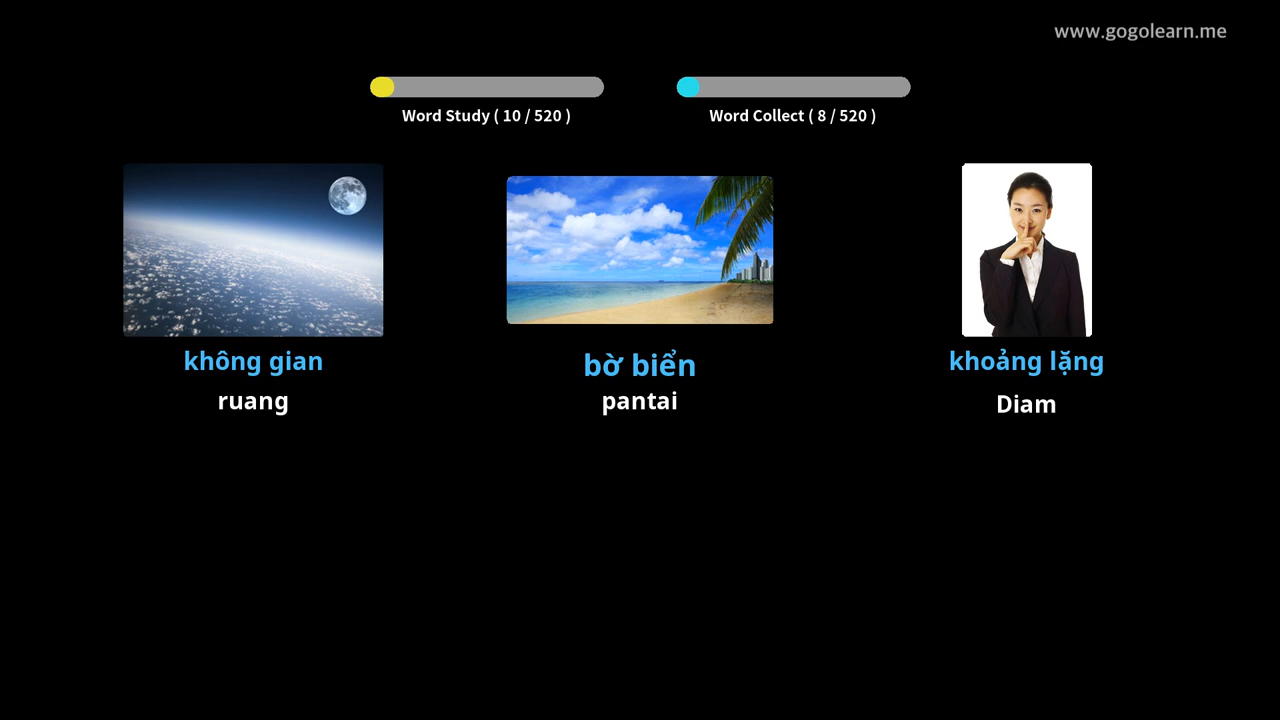 www.gogolearn.me
Word Study ( 10 / 520 )
Word Collect ( 8 / 520 )
không gian
ruang
bờ biển
pantai
khoảng lặng
Diam